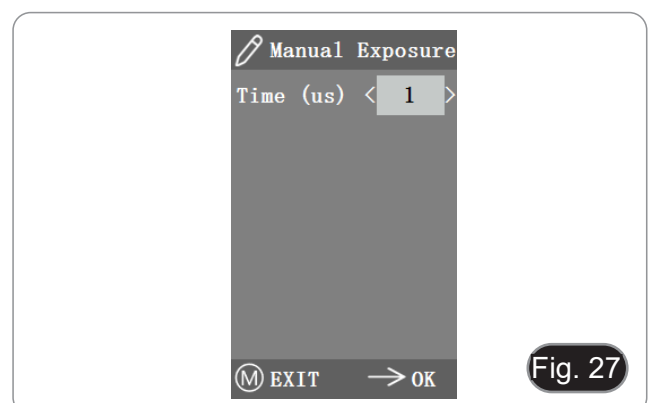 Manual Exposure
Time (us) < 1 >
M EXIT → OK
Fig. 27